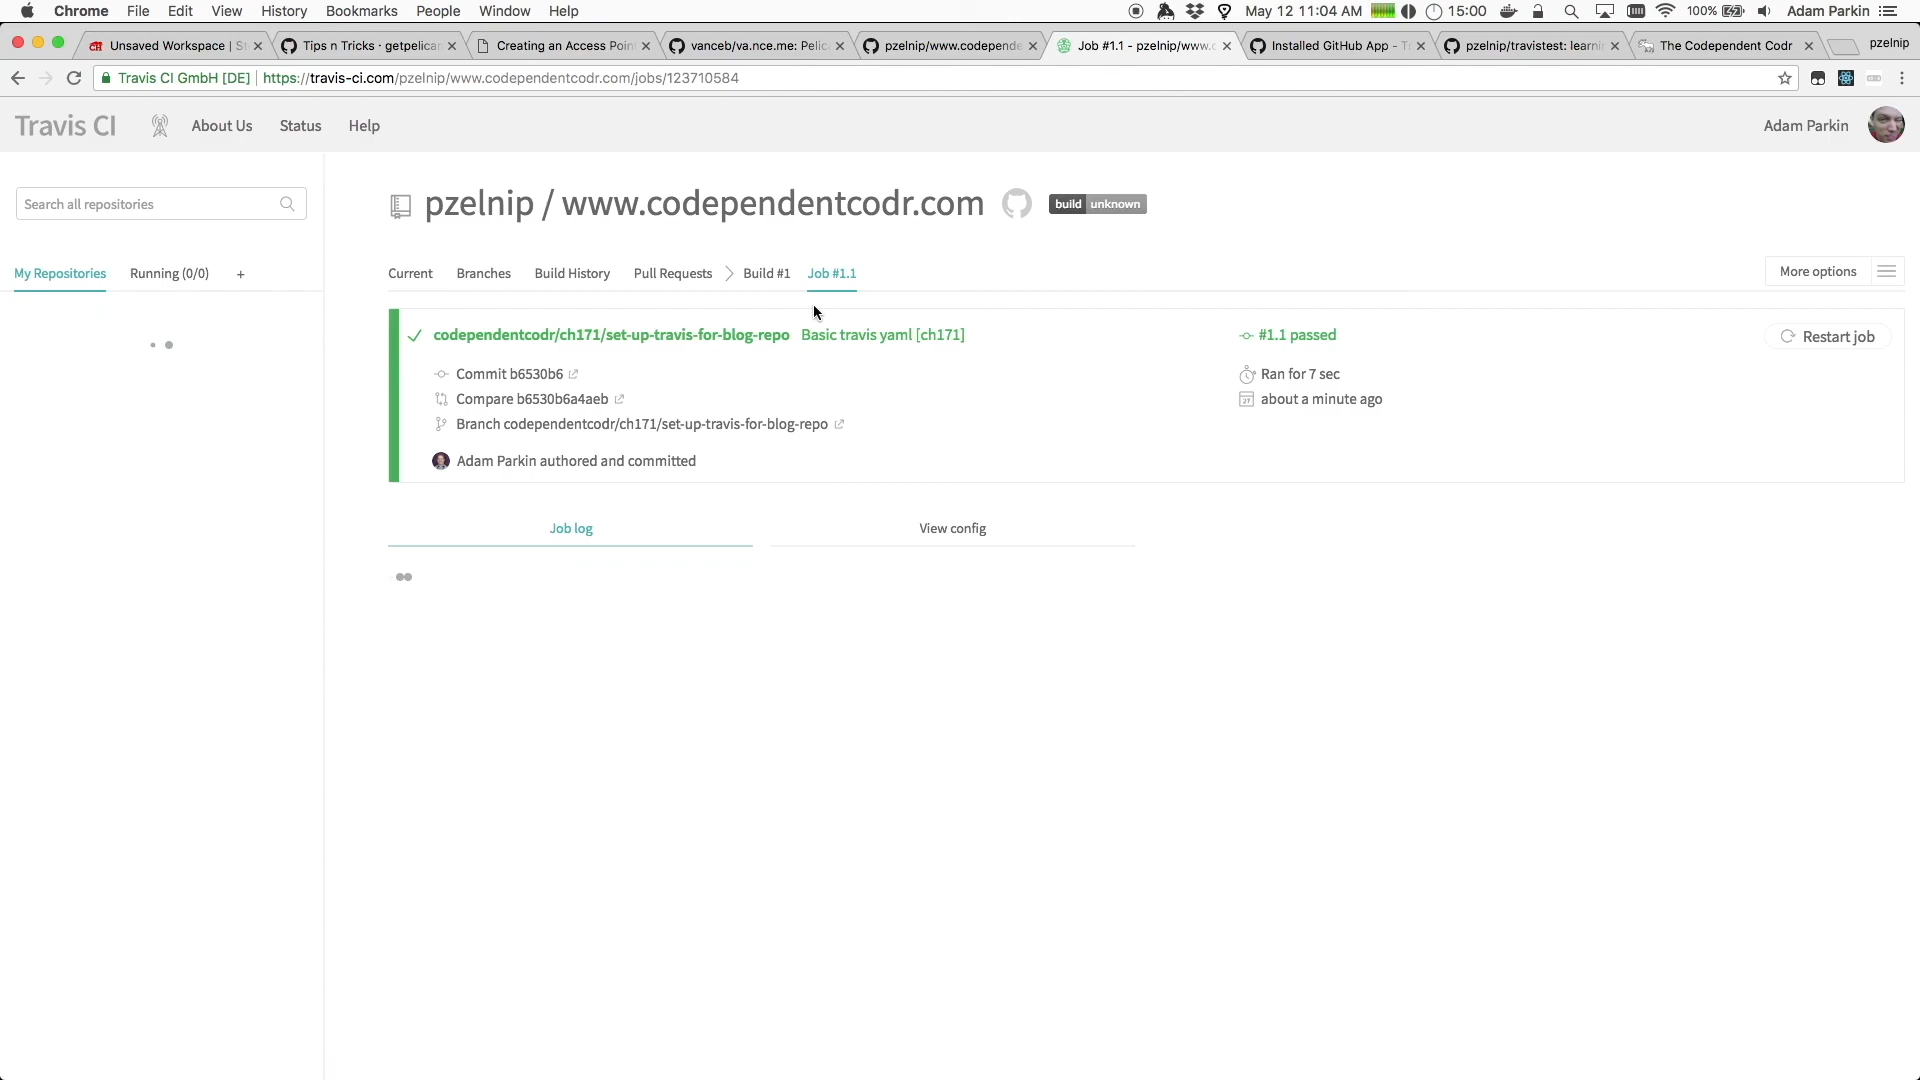 Chrome File Edit View History Bookmarks People Window Help May 12 11:04 AM 15:00 100% Adam Parkin
Unsaved Workspace | St Tips n Tricks · getpelican Creating an Access Poin vanceb/va.nce.me: Pelic pzelnip/www.codepende Job #1.1 - pzelnip/www.c Installed GitHub App - T pzelnip/travistest: learni The Codependent Codr pzelnip
Travis CI GmbH [DE] https://travis-ci.com/pzelnip/www.codependentcodr.com/jobs/123710584
Travis CI About Us Status Help Adam Parkin
Search all repositories
pzelnip / www.codependentcodr.com build unknown
My Repositories Running (0/0) +
Current Branches Build History Pull Requests Build #1 Job #1.1 More options
codependentcodr/ch171/set-up-travis-for-blog-repo Basic travis yaml [ch171] #1.1 passed Restart job
Commit b6530b6 Ran for 7 sec
Compare b6530b6a4aeb about a minute ago
Branch codependentcodr/ch171/set-up-travis-for-blog-repo
Adam Parkin authored and committed
Job log View config